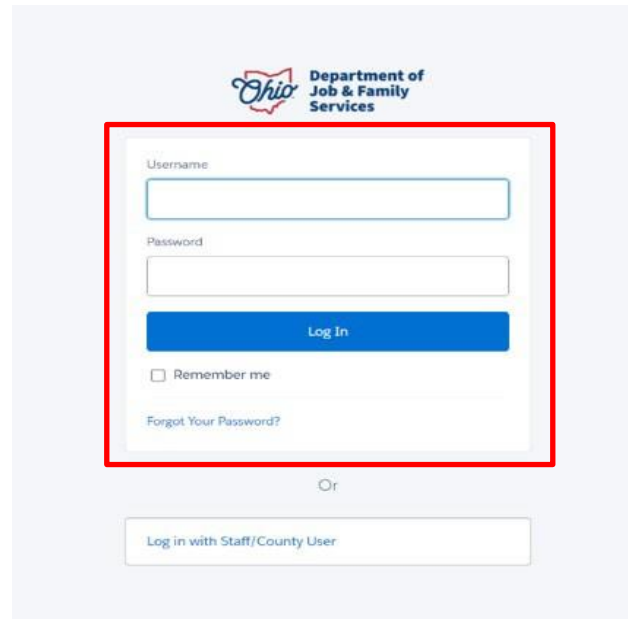 Ohio Department of
Job & Family
Services
Username
Password
Log In
Remember me
Forgot Your Password?
Or
Log in with Staff/County User